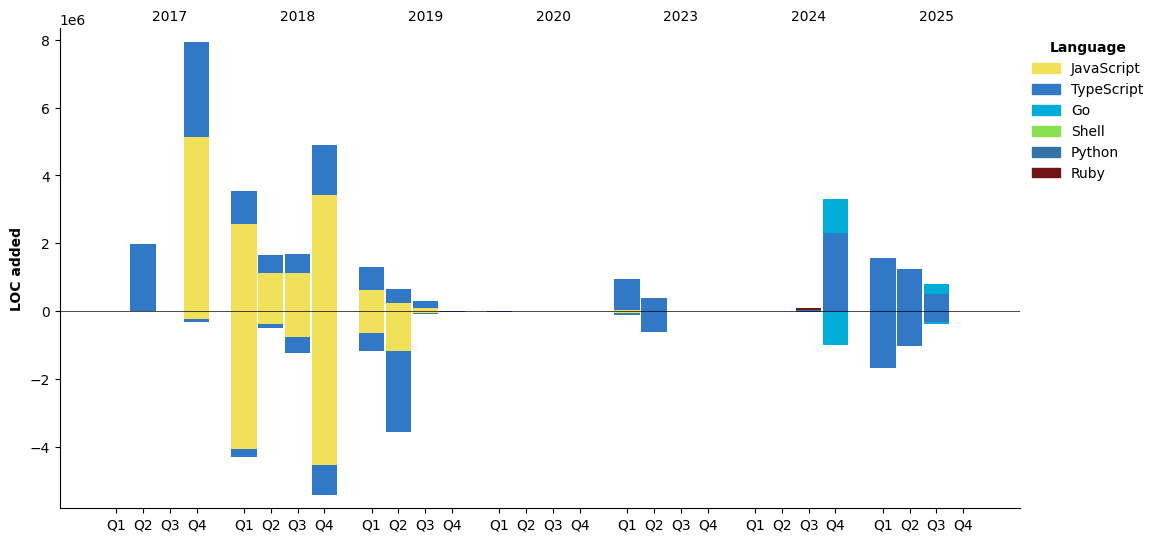 2017 2018 2019 2020 2023 2024 2025
1e6
Language
JavaScript
TypeScript
Go
Shell
Python
Ruby
LOC added
8
6
4
2
0
−2
−4
Q1 Q2 Q3 Q4 Q1 Q2 Q3 Q4 Q1 Q2 Q3 Q4 Q1 Q2 Q3 Q4 Q1 Q2 Q3 Q4 Q1 Q2 Q3 Q4 Q1 Q2 Q3 Q4